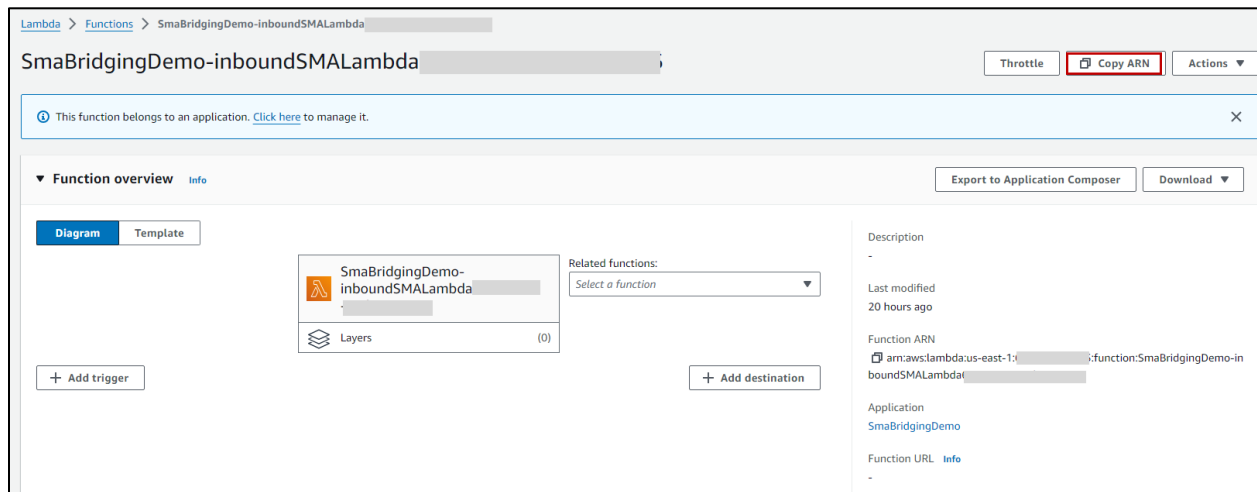 Lambda > Functions > SmaBridgingDemo-inboundSMALambda
SmaBridgingDemo-inboundSMALambda
Throttle
Copy ARN
Actions
This function belongs to an application. Click here to manage it.
Function overview Info
Export to Application Composer
Download
Diagram
Template
SmaBridgingDemo-
inboundSMALambda
Layers (0)
Related functions:
Select a function
+ Add trigger
+ Add destination
Description
-
Last modified
20 hours ago
Function ARN
arn:aws:lambda:us-east-1: :function:SmaBridgingDemo-in
boundSMALambda
Application
SmaBridgingDemo
Function URL Info
-